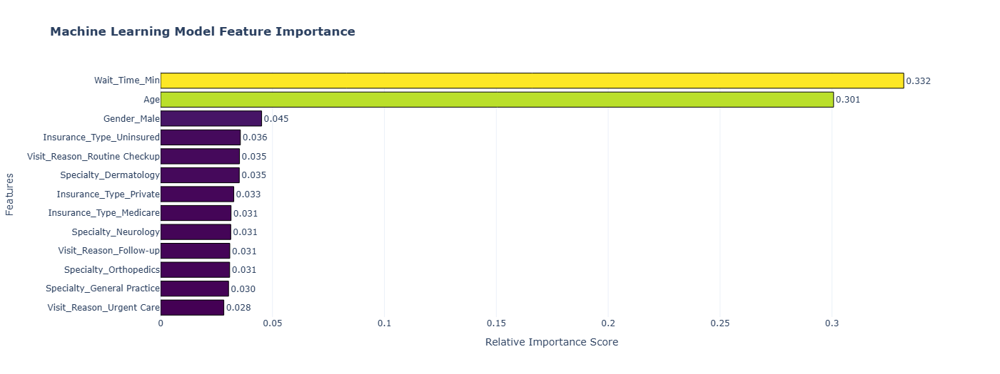 Machine Learning Model Feature Importance
Wait_Time_Min 0.332
Age 0.301
Gender_Male 0.045
Insurance_Type_Uninsured 0.036
Visit_Reason_Routine Checkup 0.035
Specialty_Dermatology 0.035
Insurance_Type_Private 0.033
Insurance_Type_Medicare 0.031
Specialty_Neurology 0.031
Visit_Reason_Follow-up 0.031
Specialty_Orthopedics 0.031
Specialty_General Practice 0.030
Visit_Reason_Urgent Care 0.028
Features
0 0.05 0.1 0.15 0.2 0.25 0.3
Relative Importance Score